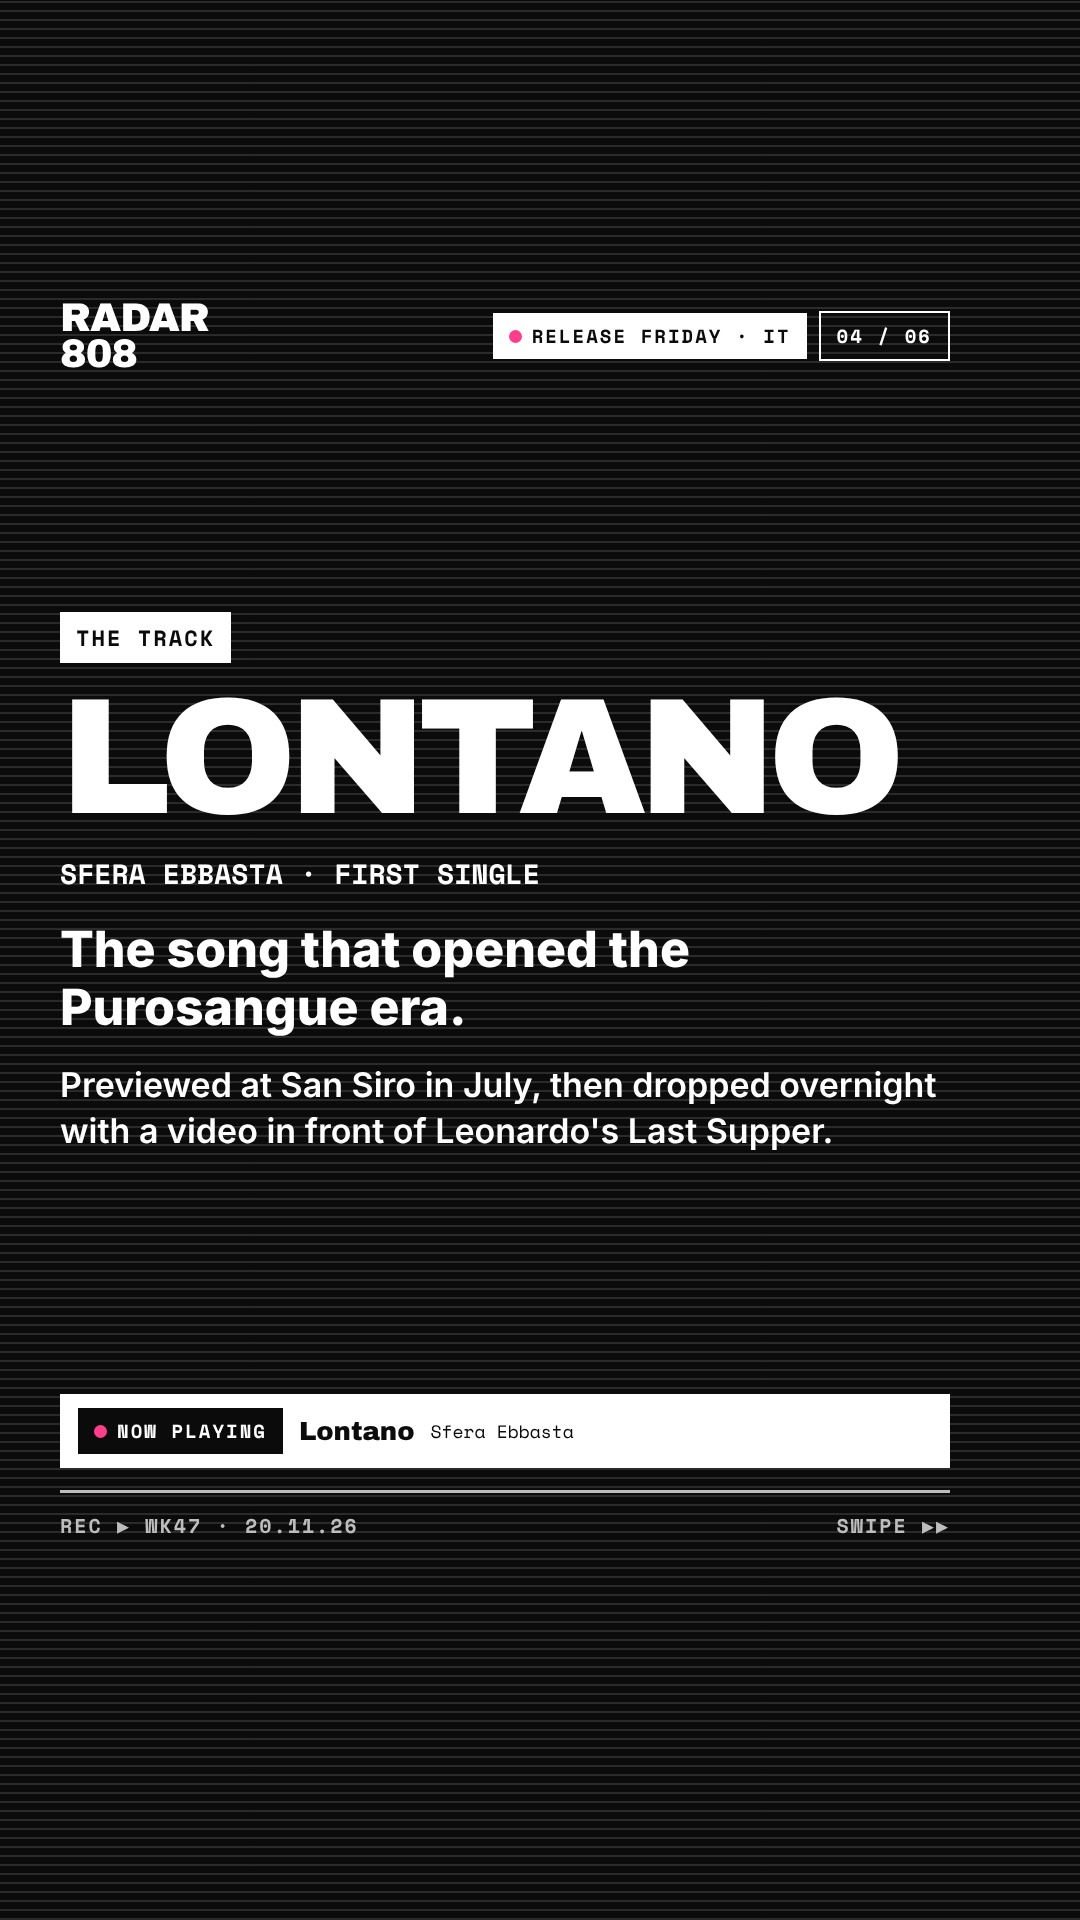 RADAR
808
RELEASE FRIDAY · IT
04 / 06
THE TRACK
LONTANO
SFERA EBBASTA · FIRST SINGLE
The song that opened the
Purosangue era.
Previewed at San Siro in July, then dropped overnight
with a video in front of Leonardo's Last Supper.
NOW PLAYING Lontano Sfera Ebbasta
REC ▶ WK47 · 20.11.26
SWIPE ▶▶